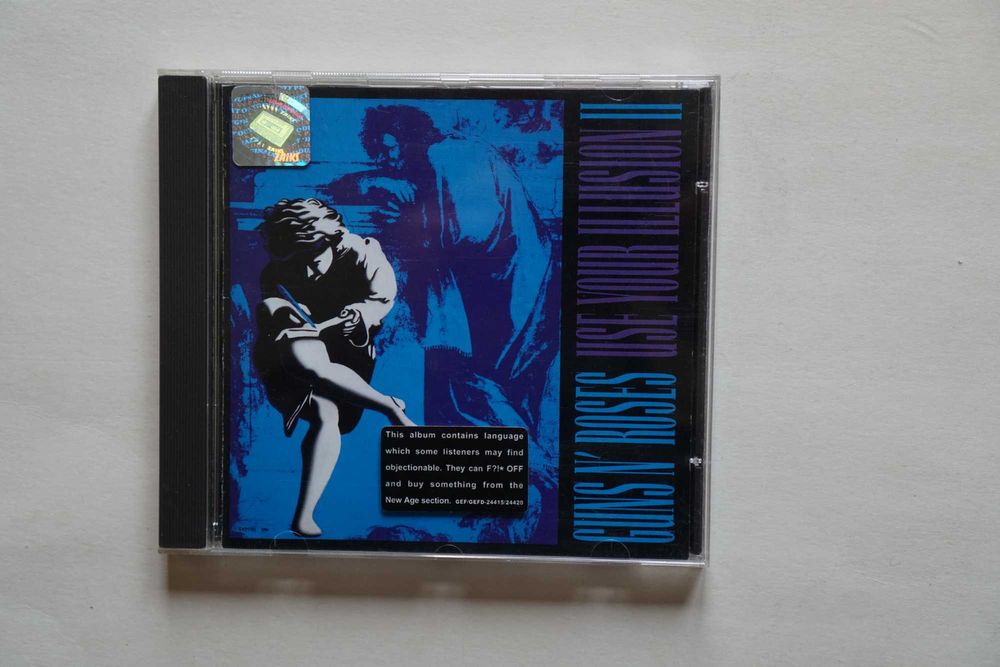 ZAIKS
GUNS N' ROSES USE YOUR ILLUSION II
This album contains language
which some listeners may find
objectionable. They can F?!* OFF
and buy something from the
New Age section. GEF/GEFD-24415/24420